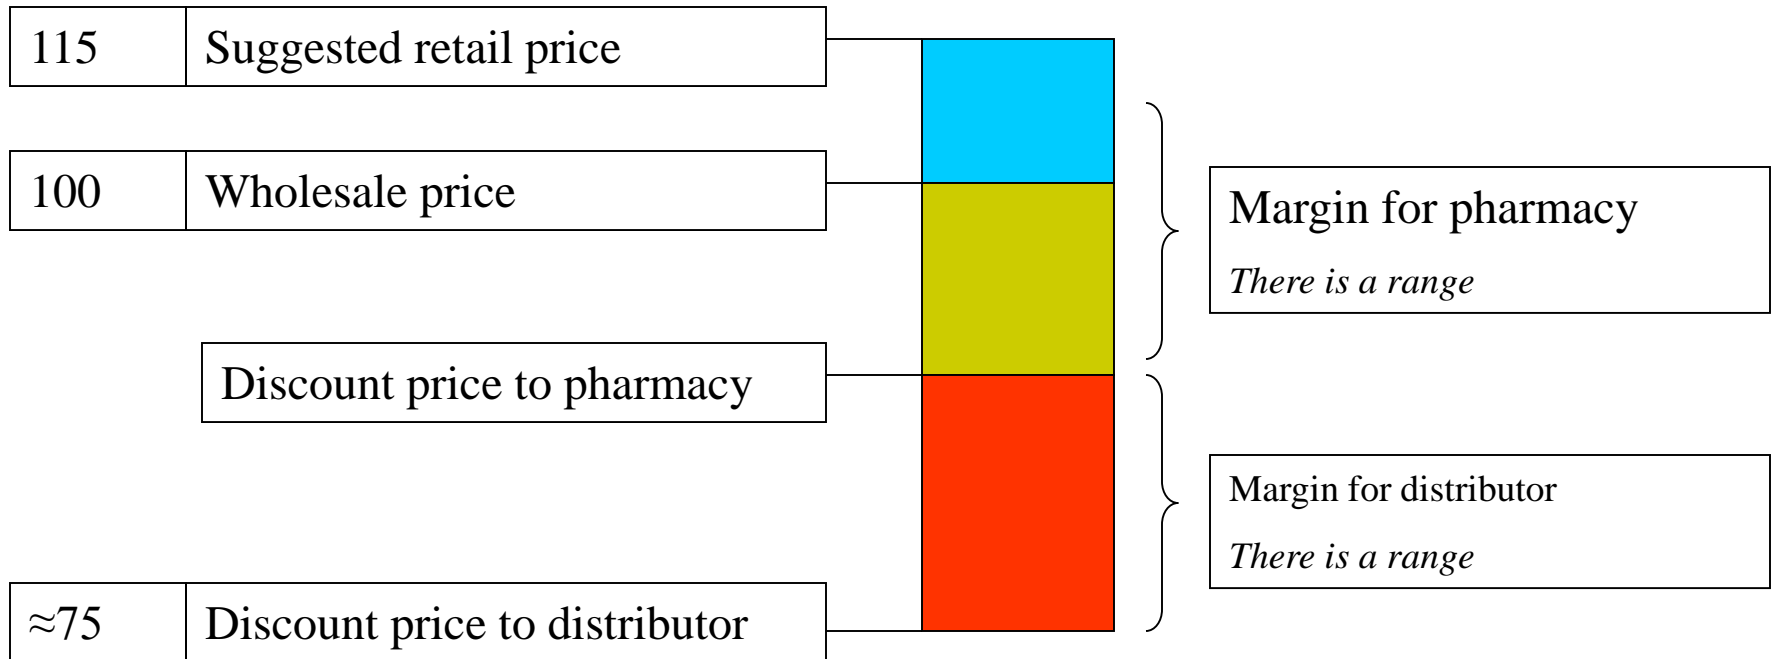 115 Suggested retail price
100 Wholesale price
Margin for pharmacy
There is a range
Discount price to pharmacy
Margin for distributor
There is a range
≈75 Discount price to distributor